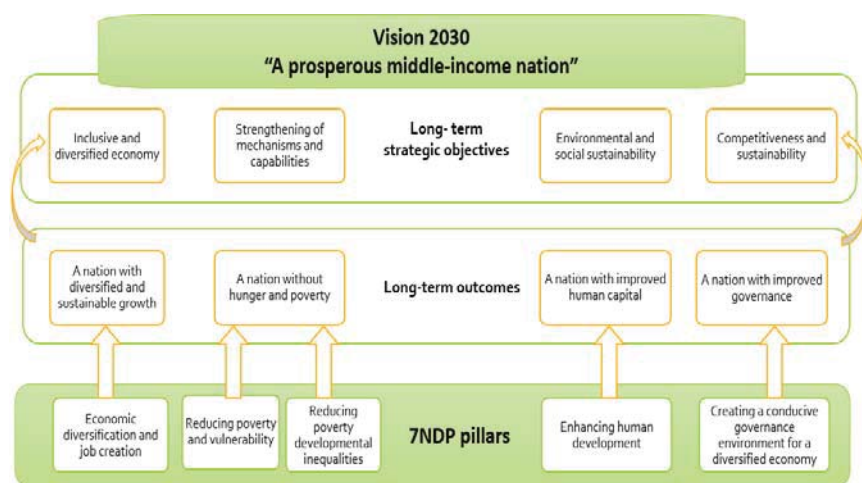 Vision 2030
“A prosperous middle-income nation”
Inclusive and
diversified economy
Strengthening of
mechanisms and
capabilities
Long- term
strategic objectives
Environmental and
social sustainability
Competitiveness and
sustainability
A nation with
diversified and
sustainable growth
A nation without
hunger and poverty
Long-term outcomes
A nation with improved
human capital
A nation with improved
governance
Economic
diversification and
job creation
Reducing poverty
and vulnerability
Reducing
poverty
developmental
inequalities
7NDP pillars
Enhancing human
development
Creating a conducive
governance
environment for a
diversified economy